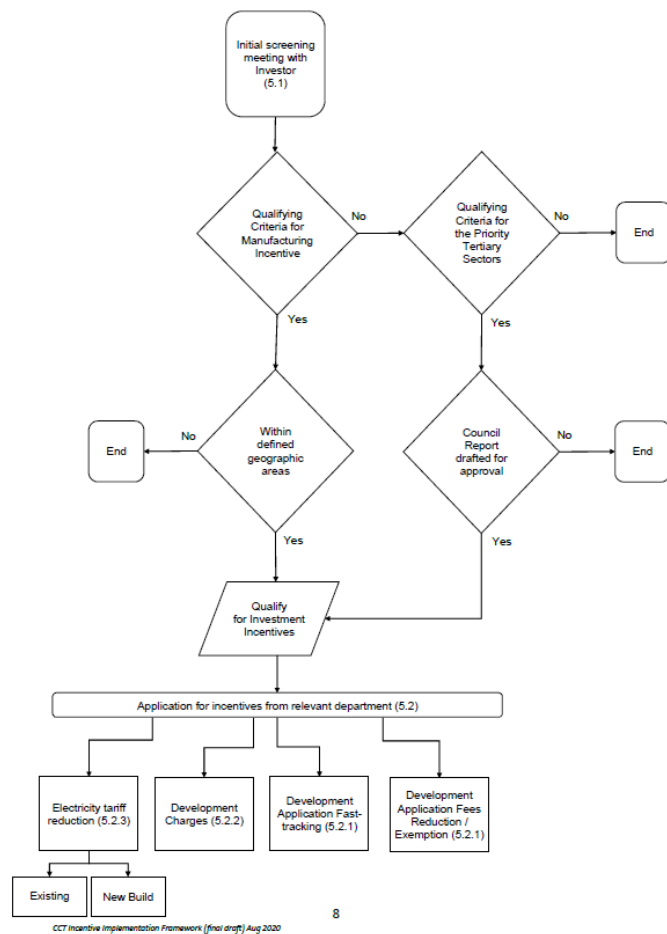 Initial screening
meeting with
Investor
(5.1)
Qualifying
Criteria for
Manufacturing
Incentive
No
Qualifying
Criteria for
the Priority
Tertiary
Sectors
No
End
Yes
Yes
End
No
Within
defined
geographic
areas
Council
Report
drafted for
approval
No
End
Yes
Yes
Qualify
for Investment
Incentives
Application for incentives from relevant department (5.2)
Electricity tariff
reduction (5.2.3)
Development
Charges (5.2.2)
Development
Application Fast-
tracking (5.2.1)
Development
Application Fees
Reduction /
Exemption (5.2.1)
Existing
New Build
8
CCT Incentive Implementation Framework (final draft) Aug 2020